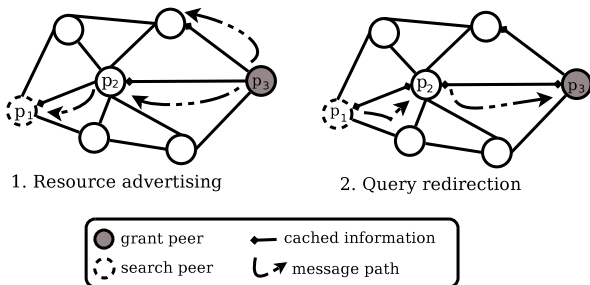 p2
p3
p1
1. Resource advertising
p2
p3
p1
2. Query redirection
grant peer
cached information
search peer
message path